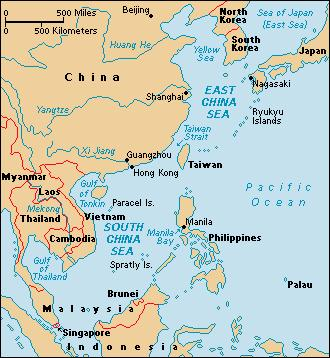 0 500 Miles
0 500 Kilometers
Beijing
North
Korea
Sea of Japan
(East Sea)
Huang He
Yellow
Sea
South
Korea
Japan
China
Nagasaki
Shanghai
EAST
CHINA
SEA
Yangtze
Ryukyu
Islands
Taiwan
Strait
Xi Jiang
Guangzhou
Taiwan
Hong Kong
Myanmar
Laos
Gulf
of
Tonkin
Pacific
Ocean
Mekong
Paracel Is.
Thailand
Vietnam
Manila
SOUTH
CHINA
SEA
Manila
Bay
Philippines
Cambodia
Gulf
of
Thailand
Spratly Is.
Palau
Brunei
Malaysia
Singapore
Indonesia